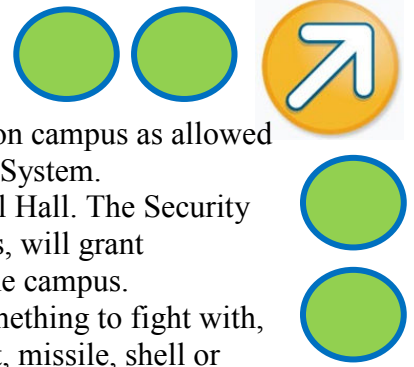 on campus as allowed
System.
l Hall. The Security
s, will grant
e campus.
nething to fight with,
t, missile, shell or